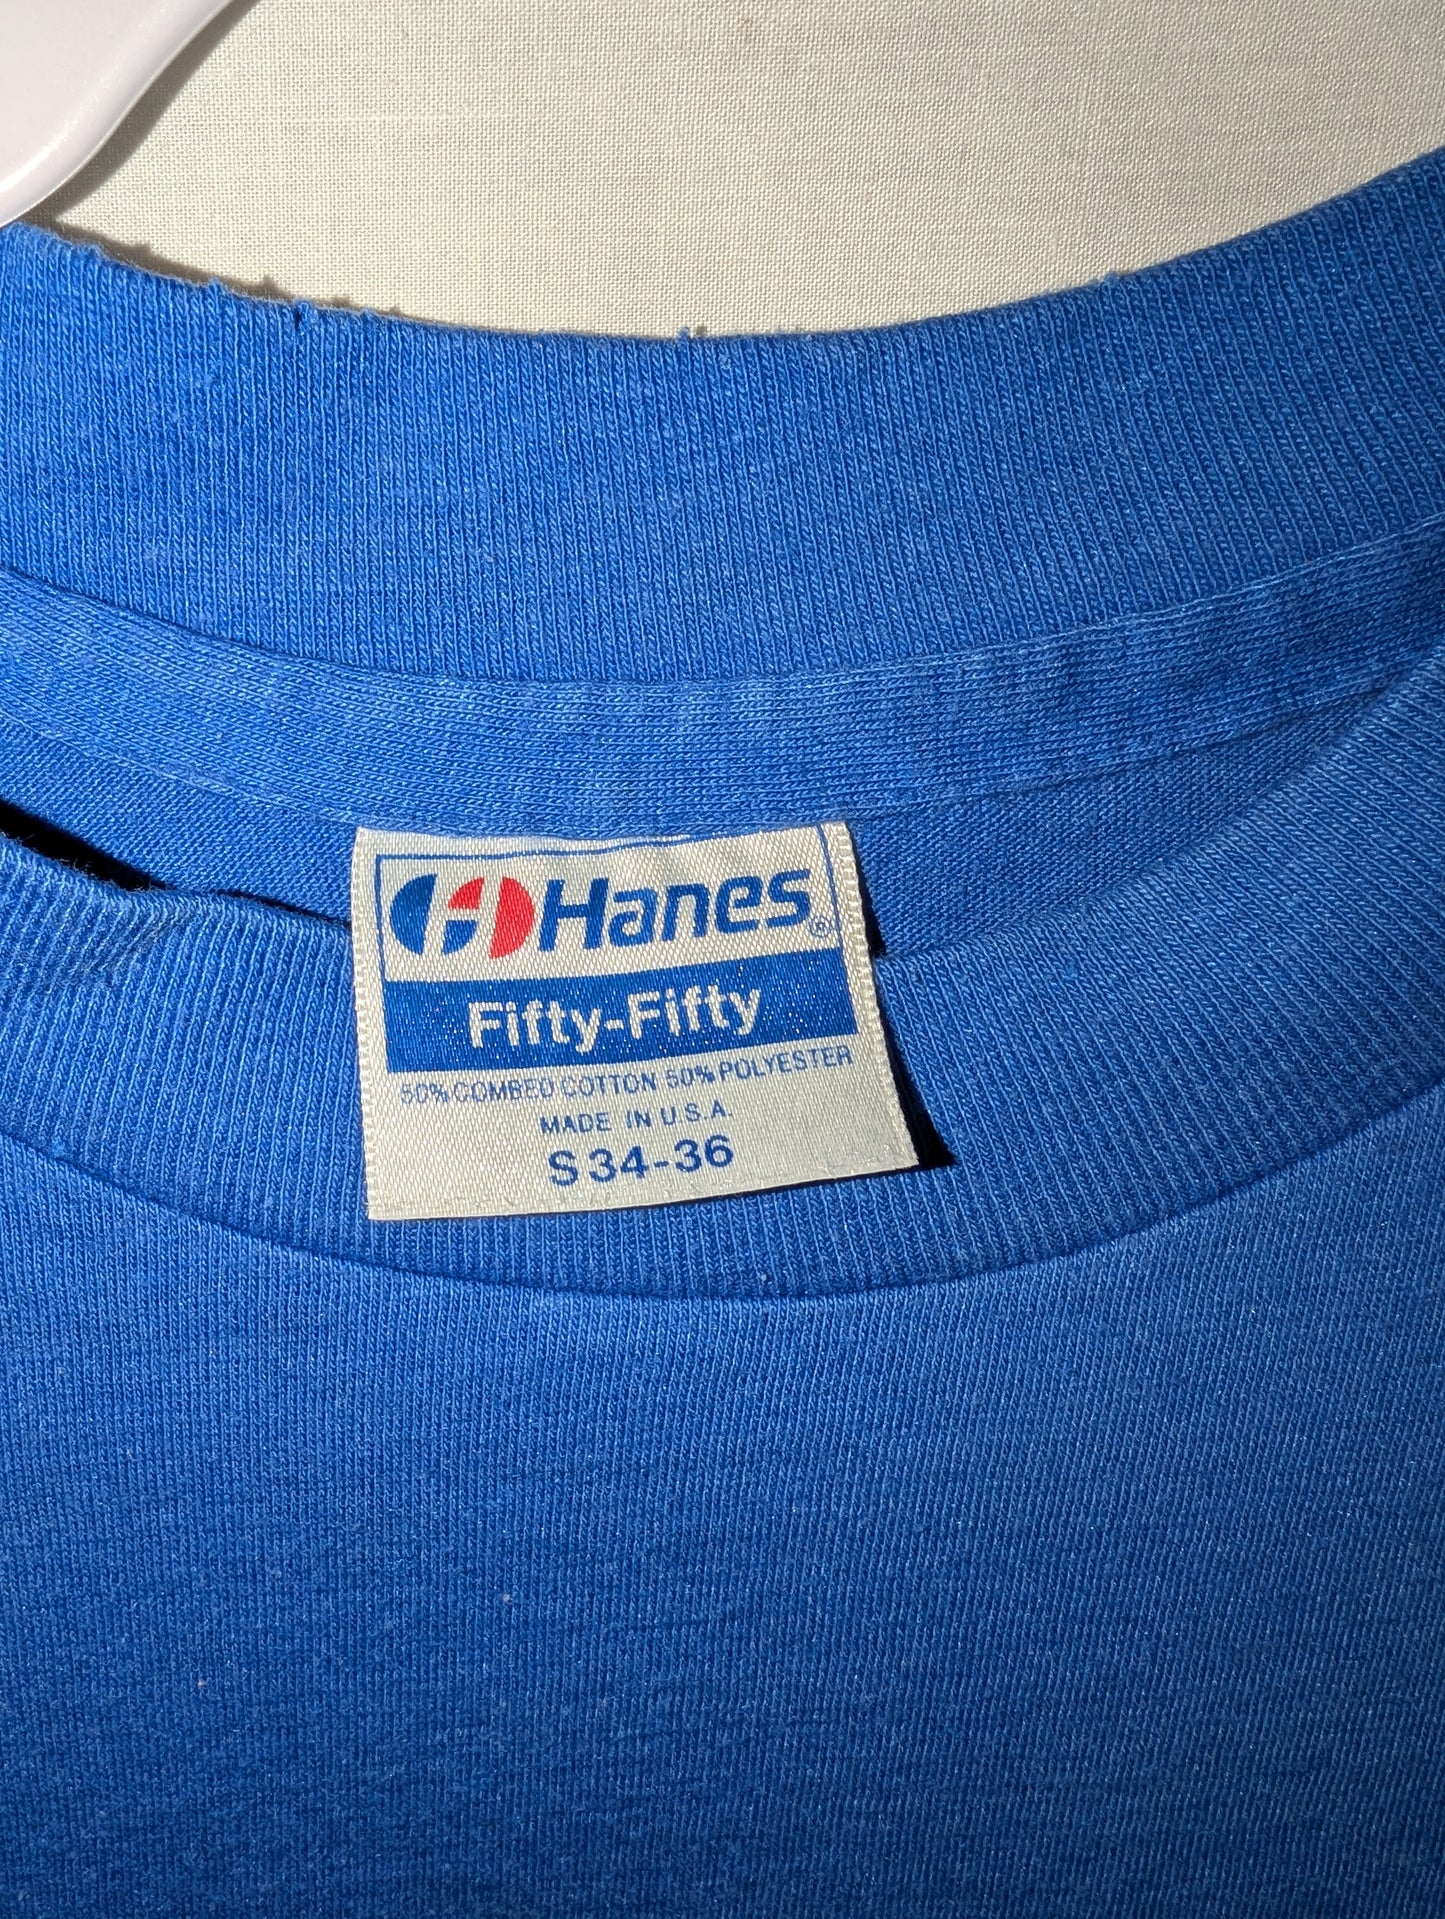 Hanes®
Fifty-Fifty
50% COMBED COTTON 50% POLYESTER
MADE IN U.S.A.
S 34-36